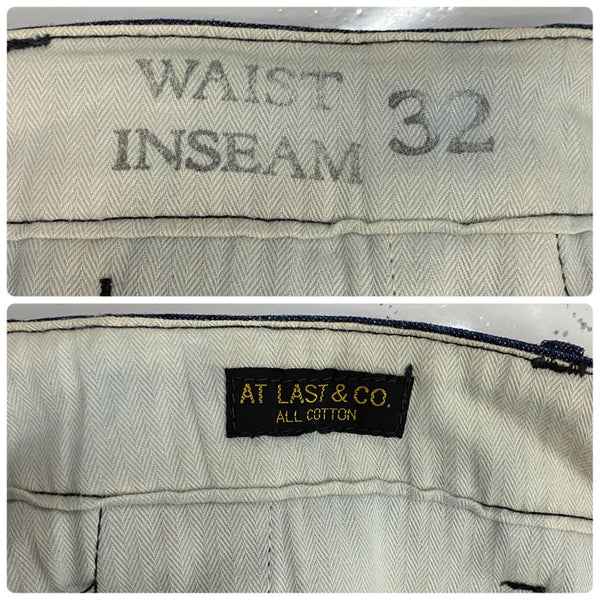 WAIST 32
INSEAM
AT LAST & CO.
ALL COTTON